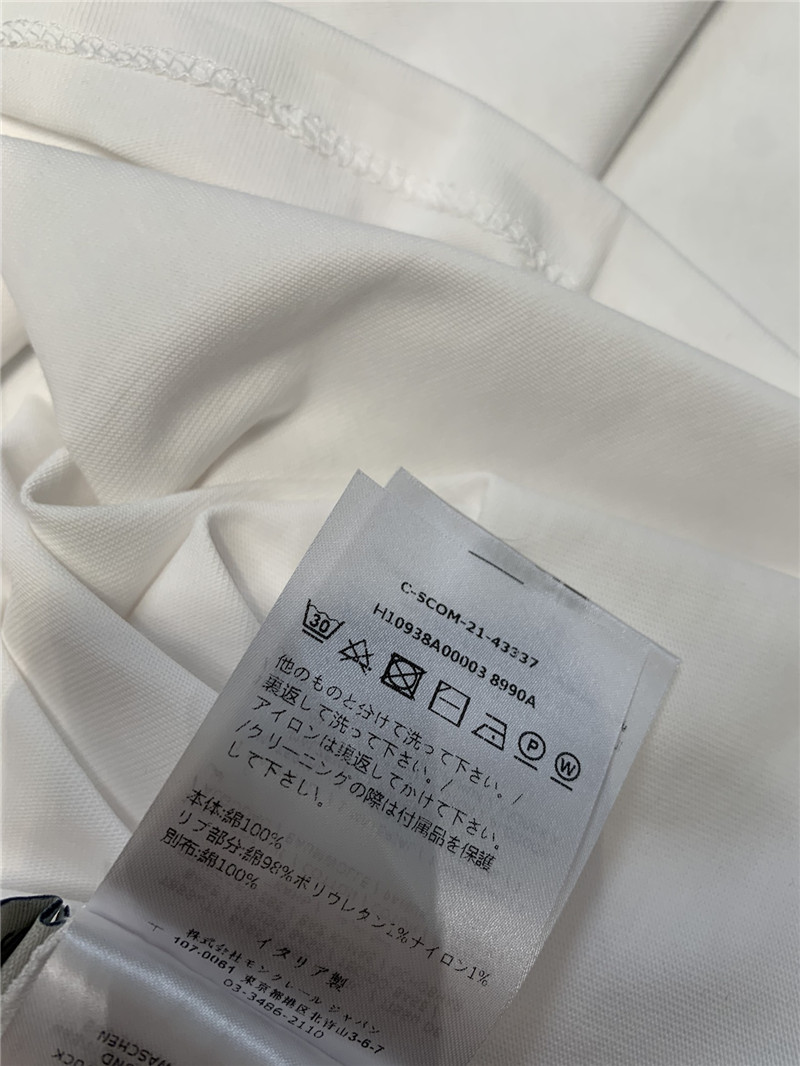 C-SCOM-21-43337
H10938A00003 8990A
30
P
W
他のものと分けて洗って下さい。/
裏返して洗って下さい。/
アイロンは裏返してかけて下さい。
/クリーニングの際は付属品を保護
して下さい。
本体:綿100%
リブ部分:綿98%ポリウレタン1%ナイロン1%
別布:綿100%
イタリア製
株式会社モンクレール ジャパン
107.0061 東京都港区北青山3-6-7
03-3486-2110
WASCHEN